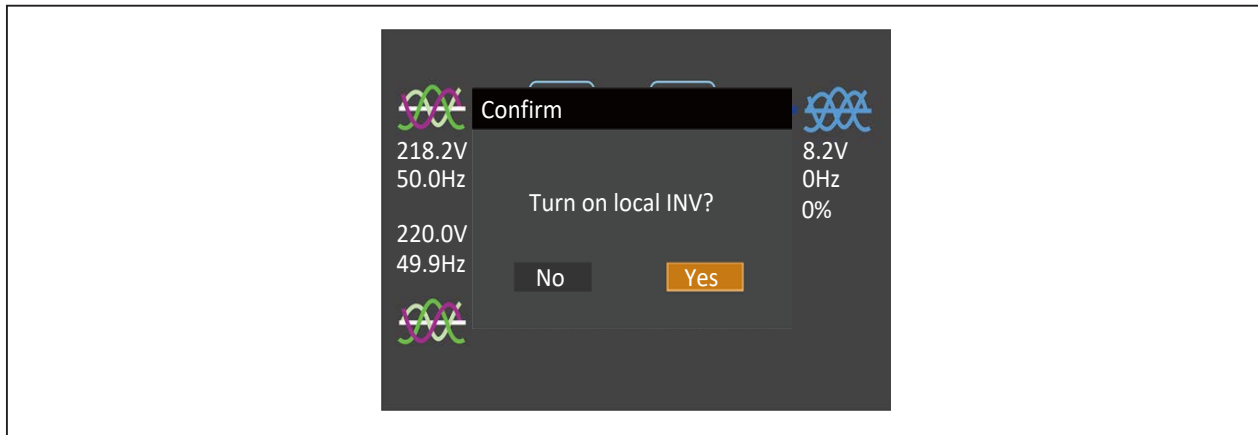 Confirm
218.2V
50.0Hz
220.0V
49.9Hz
Turn on local INV?
No
Yes
8.2V
0Hz
0%